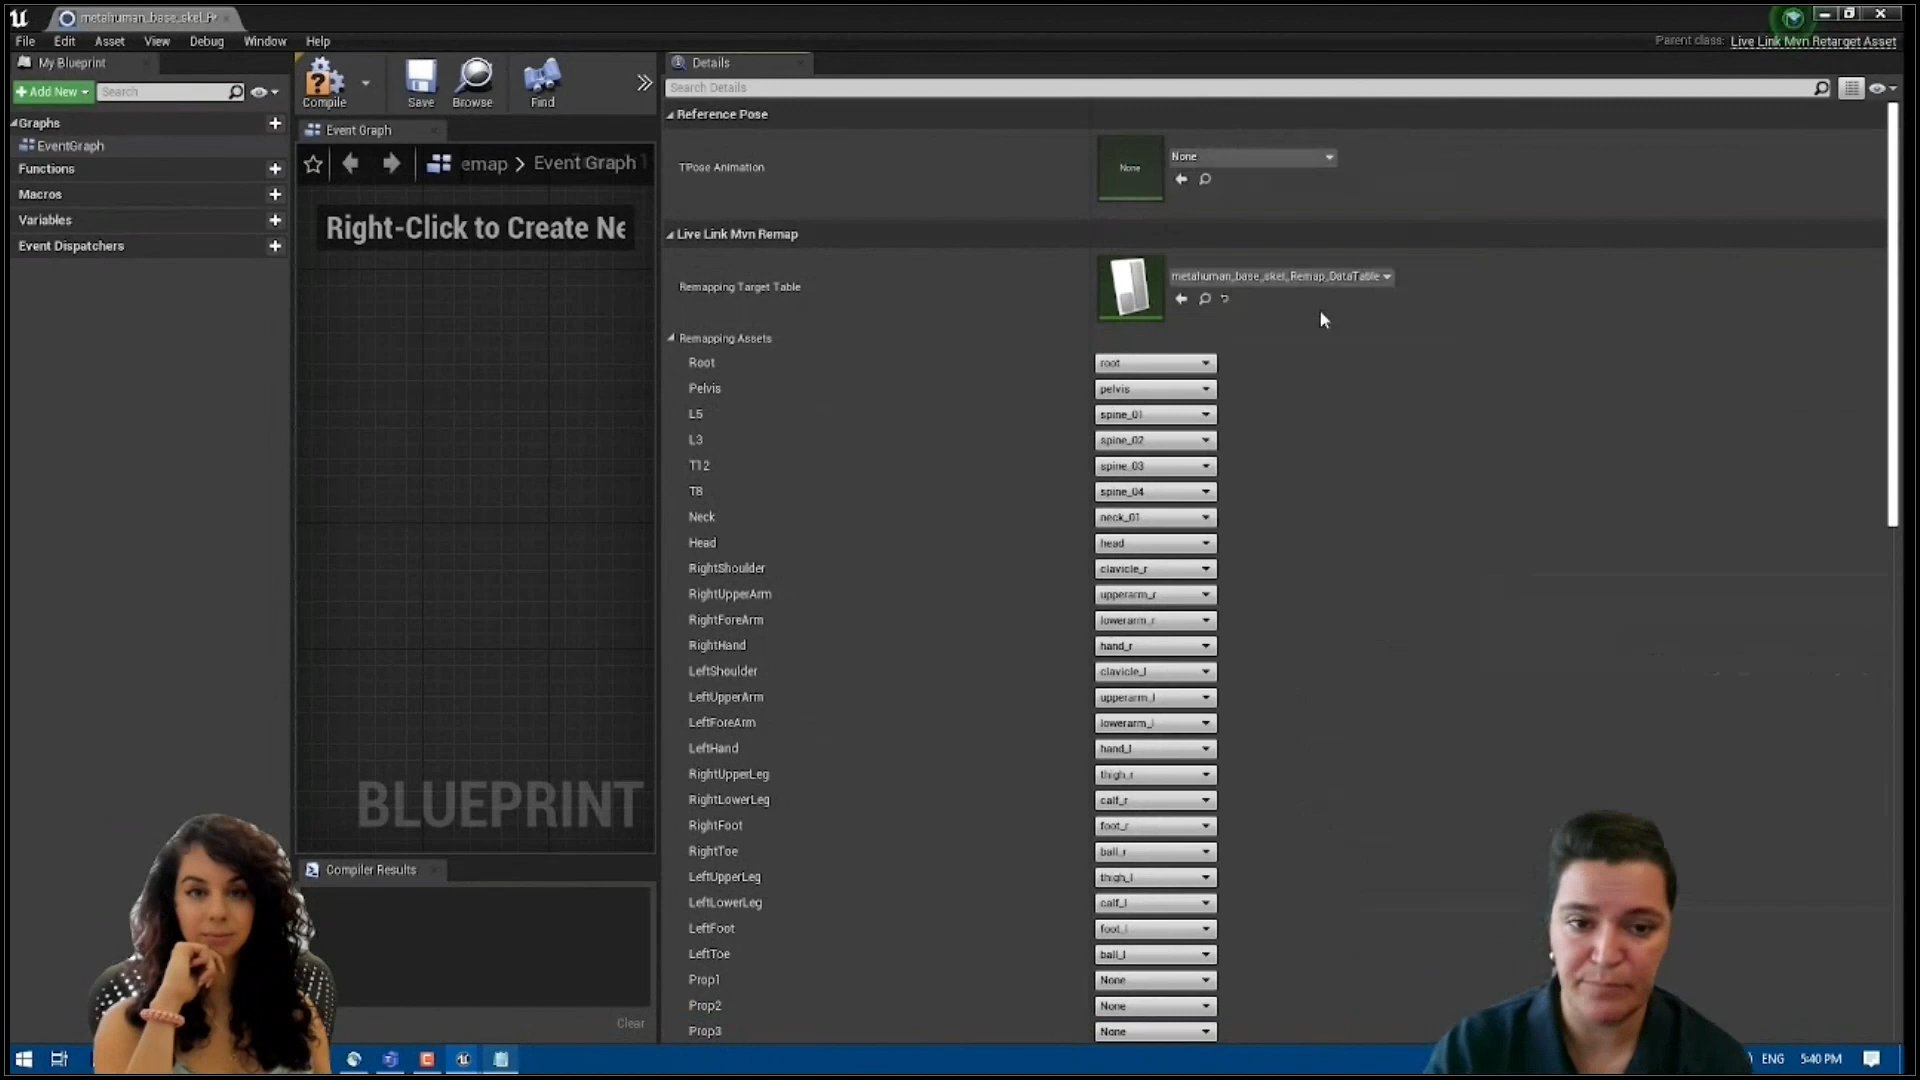 metahuman_base_skel_R
File Edit Asset View Debug Window Help
Parent class: Live Link Mvn Retarget Asset
My Blueprint
Add New
Search
Graphs
EventGraph
Functions
Macros
Variables
Event Dispatchers
Compile
Save
Browse
Find
Event Graph
emap > Event Graph
Right-Click to Create Ne
BLUEPRINT
Compiler Results
Clear
Details
Search Details
Reference Pose
TPose Animation
None
None
Live Link Mvn Remap
Remapping Target Table
metahuman_base_skel_Remap_DataTable
Remapping Assets
Root root
Pelvis pelvis
L5 spine_01
L3 spine_02
T12 spine_03
T8 spine_04
Neck neck_01
Head head
RightShoulder clavicle_r
RightUpperArm upperarm_r
RightForeArm lowerarm_r
RightHand hand_r
LeftShoulder clavicle_l
LeftUpperArm upperarm_l
LeftForeArm lowerarm_l
LeftHand hand_l
RightUpperLeg thigh_r
RightLowerLeg calf_r
RightFoot foot_r
RightToe ball_r
LeftUpperLeg thigh_l
LeftLowerLeg calf_l
LeftFoot foot_l
LeftToe ball_l
Prop1 None
Prop2 None
Prop3 None
ENG 5:40 PM